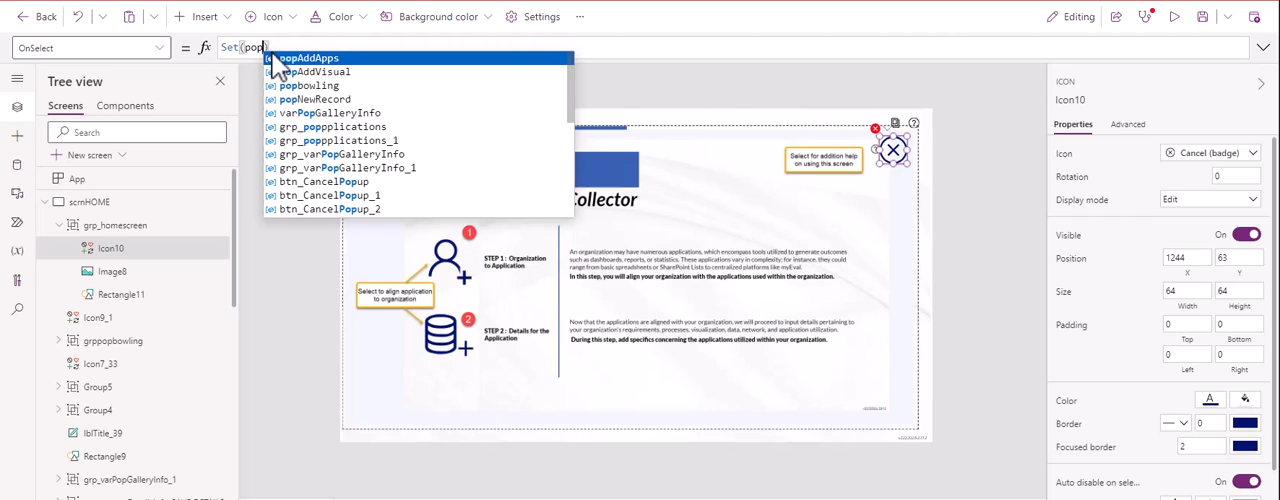 Back
Insert
Icon
Color
Background color
Settings
Editing
OnSelect
= fx Set(pop)
popAddApps
popAddVisual
popbowling
popNewRecord
varPopGalleryInfo
grp_poppplications
grp_poppplications_1
grp_varPopGalleryInfo
grp_varPopGalleryInfo_1
btn_CancelPopup
btn_CancelPopup_1
btn_CancelPopup_2
Tree view
Screens Components
Search
New screen
App
scrnHOME
grp_homescreen
Icon10
Image8
Rectangle11
Icon9_1
grppopbowling
Icon7_33
Group5
Group4
lblTitle_39
Rectangle9
grp_varPopGalleryInfo_1
Select for addition help
on using this screen
Collector
1
STEP 1 : Organization
to Application
An organization may have numerous applications, which encompass tools utilized to generate outcomes
such as dashboards, reports, or statistics. These applications vary in complexity; for instance, they could
range from basic spreadsheets or SharePoint Lists to centralized platforms like myEval.
In this step, you will align your organization with the applications used within the organization.
Select to align application
to organization
2
STEP 2 : Details for the
Application
Now that the applications are aligned with your organization, we will proceed to input details pertaining to
your organization's requirements, processes, visualization, data, network, and application utilization.
During this step, add specifics concerning the applications utilized within your organization.
ICON
Icon10
Properties Advanced
Icon Cancel (badge)
Rotation 0
Display mode Edit
Visible On
Position 1244 63
X Y
Size 64 64
Width Height
Padding 0 0
Top Bottom
0 0
Left Right
Color A
Border 0
Focused border 2
Auto disable on sele... On